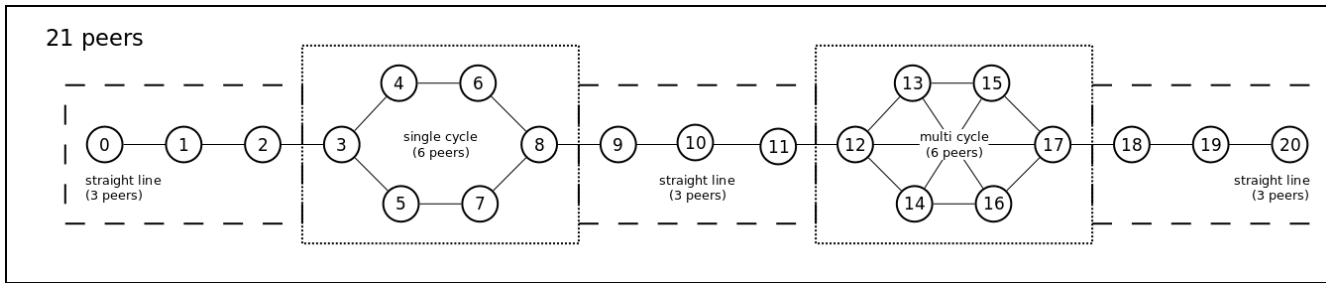 21 peers
4
6
13
15
0
1
2
3
single cycle
(6 peers)
8
9
10
11
12
multi cycle
(6 peers)
17
18
19
20
straight line
(3 peers)
straight line
(3 peers)
straight line
(3 peers)
5
7
14
16